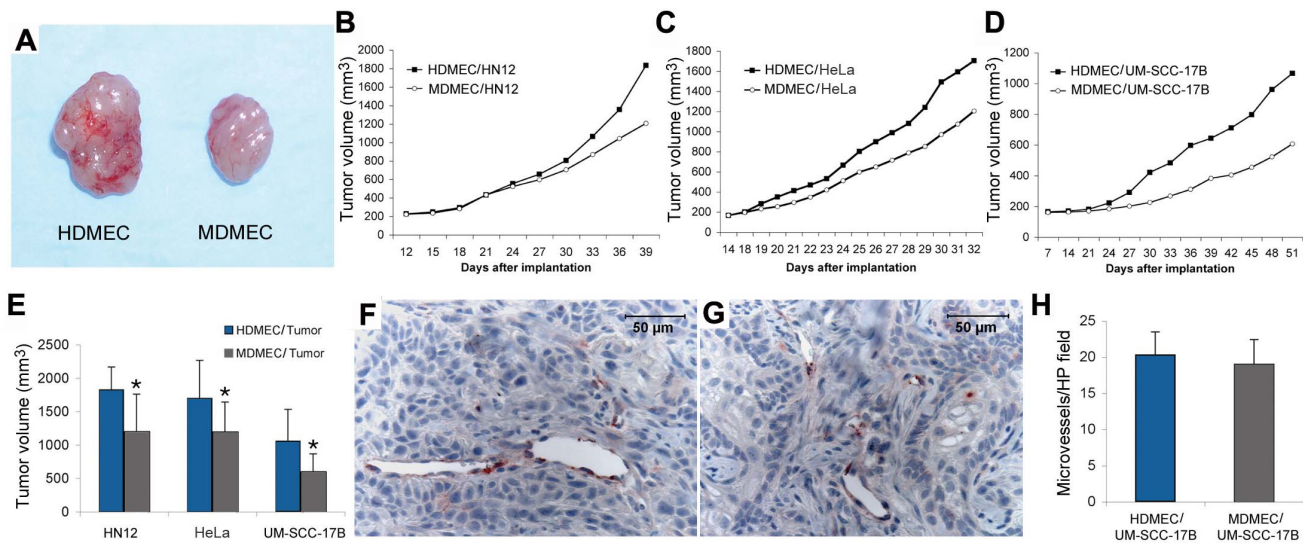 A
HDMEC
MDMEC
B
Tumor volume (mm3)
2000
1800
1600
1400
1200
1000
800
600
400
200
0
HDMEC/HN12
MDMEC/HN12
12 15 18 21 24 27 30 33 36 39
Days after implantation
C
Tumor volume (mm3)
1800
1600
1400
1200
1000
800
600
400
200
0
HDMEC/HeLa
MDMEC/HeLa
14 18 19 20 21 22 23 24 25 26 27 28 29 30 31 32
Days after implantation
D
Tumor volume (mm3)
1200
1000
800
600
400
200
0
HDMEC/UM-SCC-17B
MDMEC/UM-SCC-17B
7 14 21 24 27 30 33 36 39 42 45 48 51
Days after implantation
E
Tumor volume (mm3)
HDMEC/Tumor
MDMEC/Tumor
2500
2000
1500
1000
500
0
* * *
HN12 HeLa UM-SCC-17B
F
50 µm
G
50 µm
H
Microvessels/HP field
25
20
15
10
5
0
HDMEC/
UM-SCC-17B
MDMEC/
UM-SCC-17B